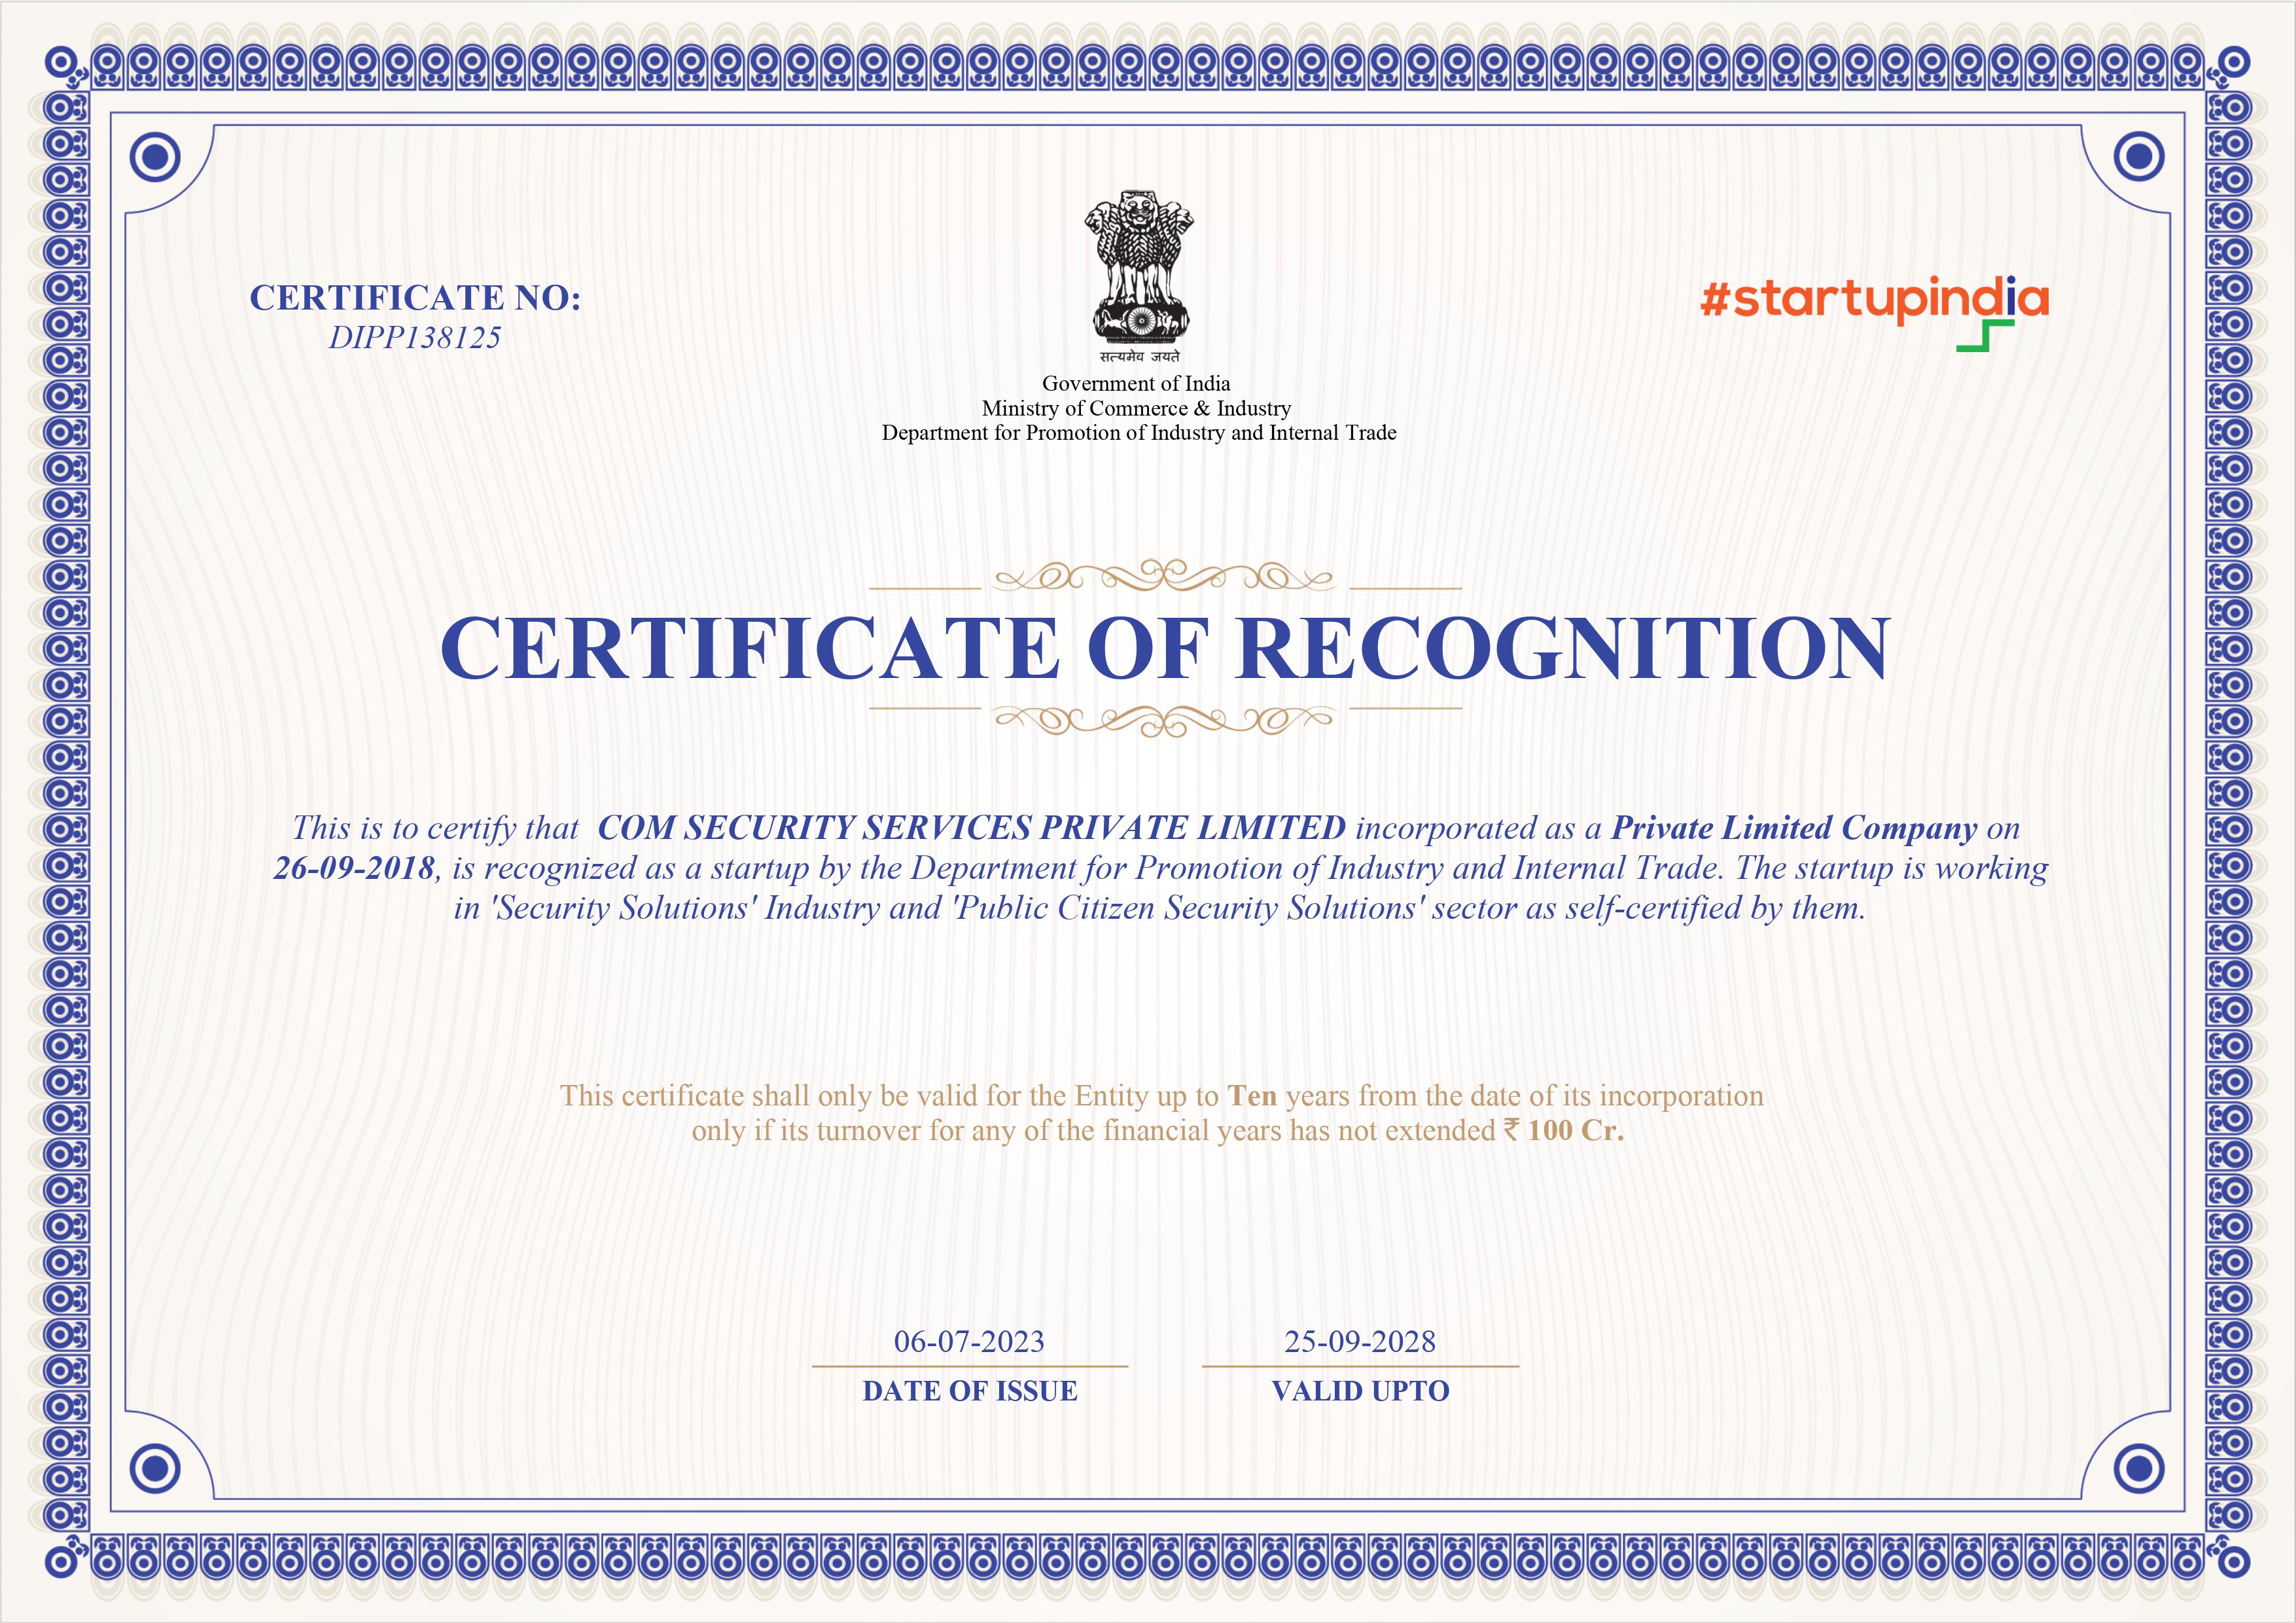 CERTIFICATE NO:
DIPP138125
सत्यमेव जयते
#startupindia
Government of India
Ministry of Commerce & Industry
Department for Promotion of Industry and Internal Trade
CERTIFICATE OF RECOGNITION
This is to certify that COM SECURITY SERVICES PRIVATE LIMITED incorporated as a Private Limited Company on
26-09-2018, is recognized as a startup by the Department for Promotion of Industry and Internal Trade. The startup is working
in 'Security Solutions' Industry and 'Public Citizen Security Solutions' sector as self-certified by them.
This certificate shall only be valid for the Entity up to Ten years from the date of its incorporation
only if its turnover for any of the financial years has not extended ₹ 100 Cr.
06-07-2023
DATE OF ISSUE
25-09-2028
VALID UPTO